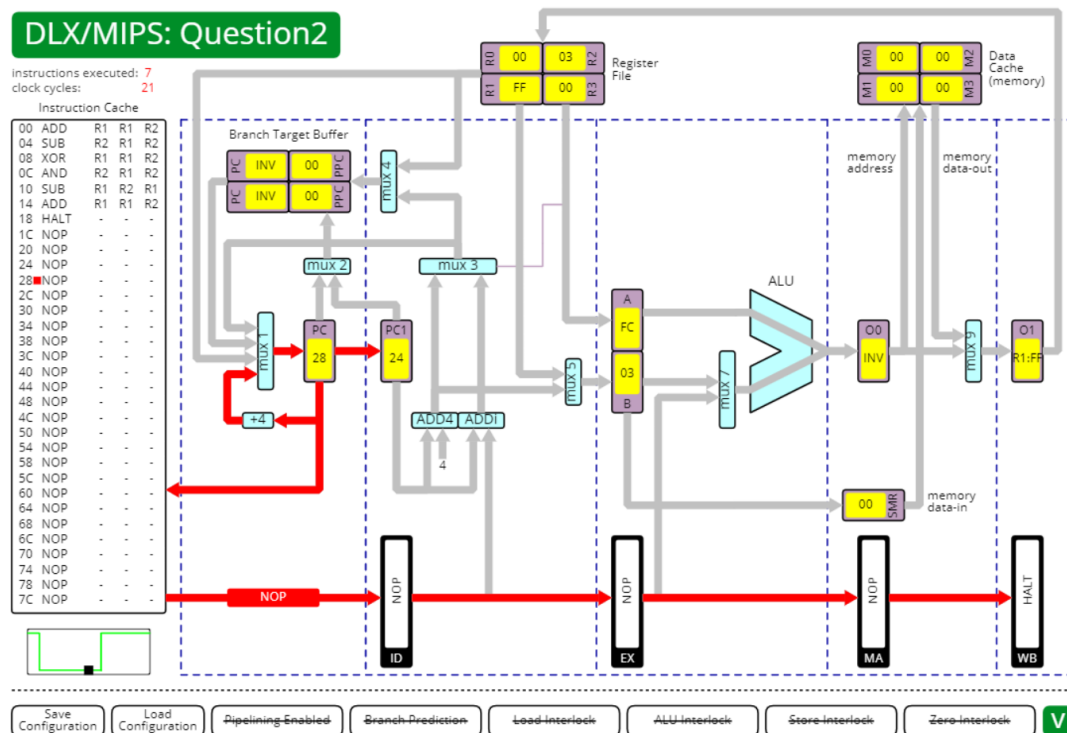 DLX/MIPS: Question2
instructions executed: 7
clock cycles: 21
Instruction Cache
00 ADD R1 R1 R2
04 SUB R2 R1 R2
08 XOR R1 R1 R2
0C AND R2 R1 R2
10 SUB R1 R2 R1
14 ADD R1 R1 R2
18 HALT - - -
1C NOP - - -
20 NOP - - -
24 NOP - - -
28 NOP - - -
2C NOP - - -
30 NOP - - -
34 NOP - - -
38 NOP - - -
3C NOP - - -
40 NOP - - -
44 NOP - - -
48 NOP - - -
4C NOP - - -
50 NOP - - -
54 NOP - - -
58 NOP - - -
5C NOP - - -
60 NOP - - -
64 NOP - - -
68 NOP - - -
6C NOP - - -
70 NOP - - -
74 NOP - - -
78 NOP - - -
7C NOP - - -
R0 00 03 R2
R1 FF 00 R3
Register
File
M0 00 00 M2
M1 00 00 M3
Data
Cache
(memory)
Branch Target Buffer
PC INV 00 PPC
PC INV 00 PPC
mux 4
memory
address
memory
data-out
mux 2
mux 3
ALU
mux 1
PC
28
PC1
24
A
FC
03
B
mux 5
mux 7
O0
INV
mux 9
O1
+4
ADD4
ADDI
4
00
SMR
memory
data-in
NOP
NOP
ID
NOP
EX
NOP
MA
HALT
WB
Save
Configuration
Load
Configuration
Pipelining Enabled
Branch Prediction
Load Interlock
ALU Interlock
Store Interlock
Zero Interlock
V